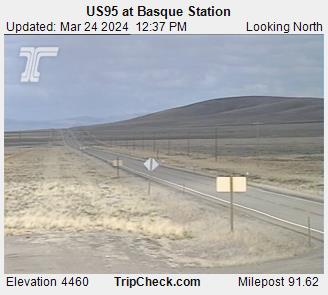 US95 at Basque Station
Updated: Mar 24 2024 12:37 PM Looking North
Elevation 4460 TripCheck.com Milepost 91.62